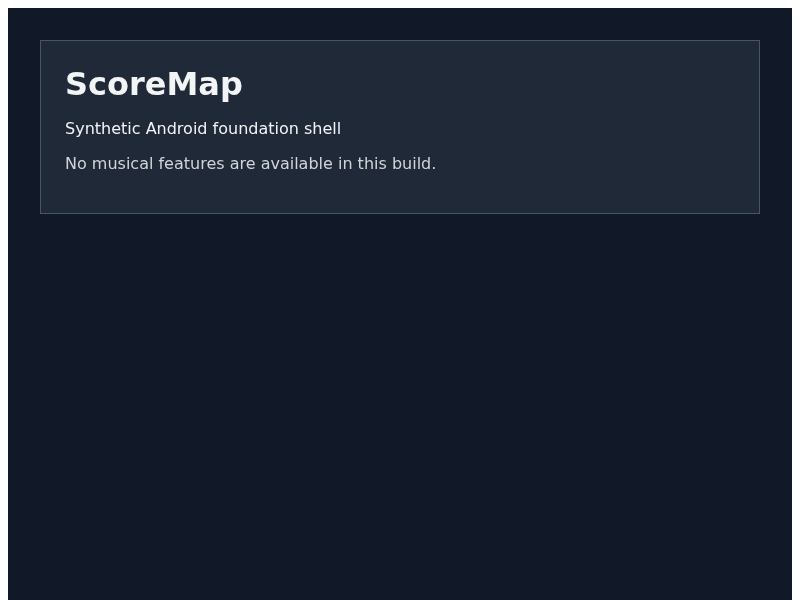 ScoreMap
Synthetic Android foundation shell
No musical features are available in this build.